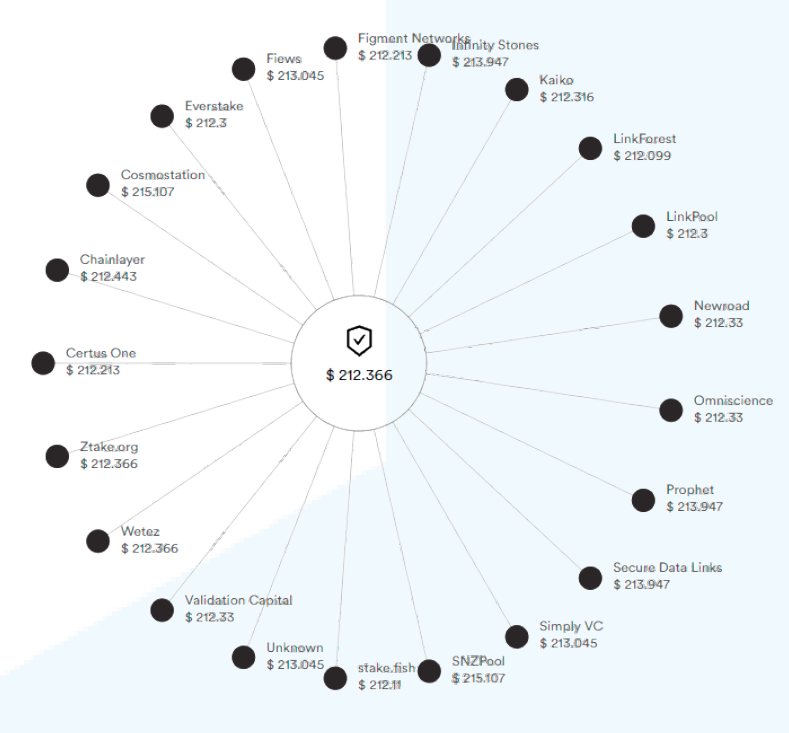 Figment Networks
$ 212.213
Infinity Stones
$ 213.947
Kaiko
$ 212.316
LinkForest
$ 212.099
LinkPool
$ 212.3
Newroad
$ 212.33
Omniscience
$ 212.33
Prophet
$ 213.947
Secure Data Links
$ 213.947
Simply VC
$ 213.045
SNZPool
$ 215.107
stake.fish
$ 212.11
Unknown
$ 213.045
Validation Capital
$ 212.33
Wetez
$ 212.366
Ztake.org
$ 212.366
Certus One
$ 212.213
Chainlayer
$ 212.443
Cosmostation
$ 215.107
Everstake
$ 212.3
Fiews
$ 213.045
$ 212.366